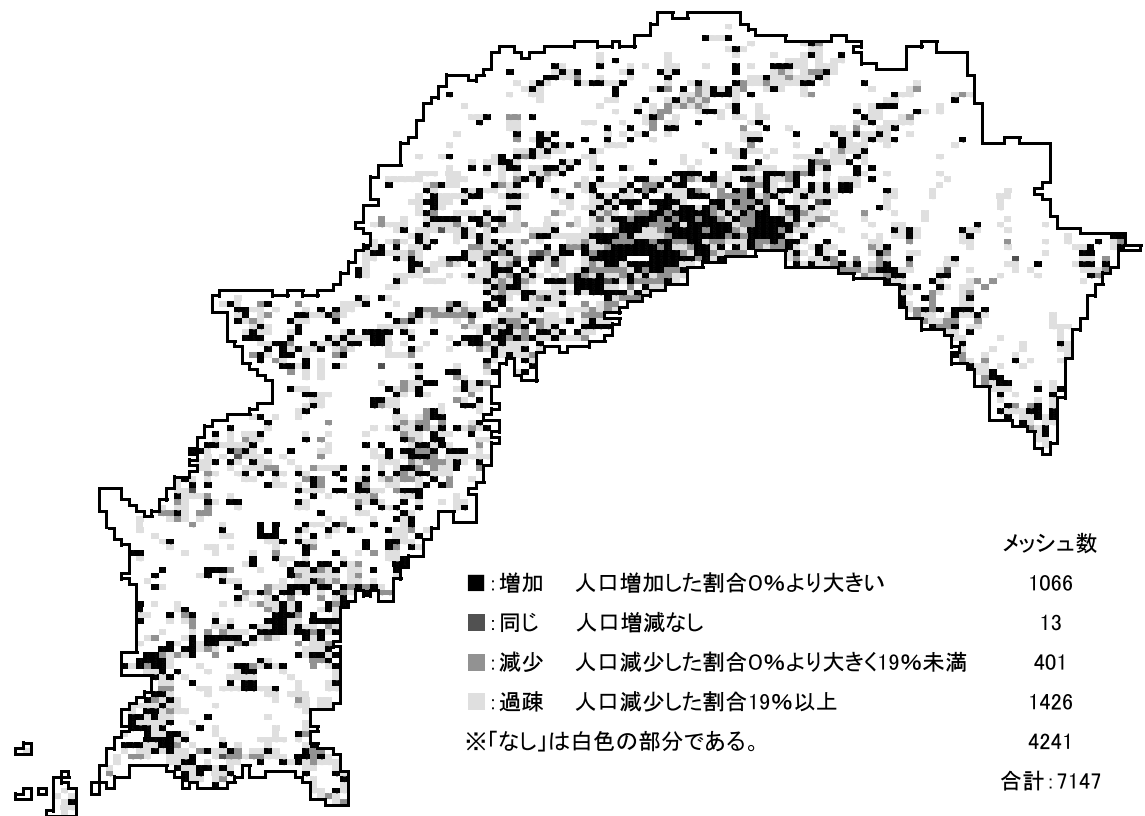 メッシュ数
■:増加 人口増加した割合0%より大きい 1066
■:同じ 人口増減なし 13
■:減少 人口減少した割合0%より大きく19%未満 401
■:過疎 人口減少した割合19%以上 1426
※「なし」は白色の部分である。 4241
合計:7147